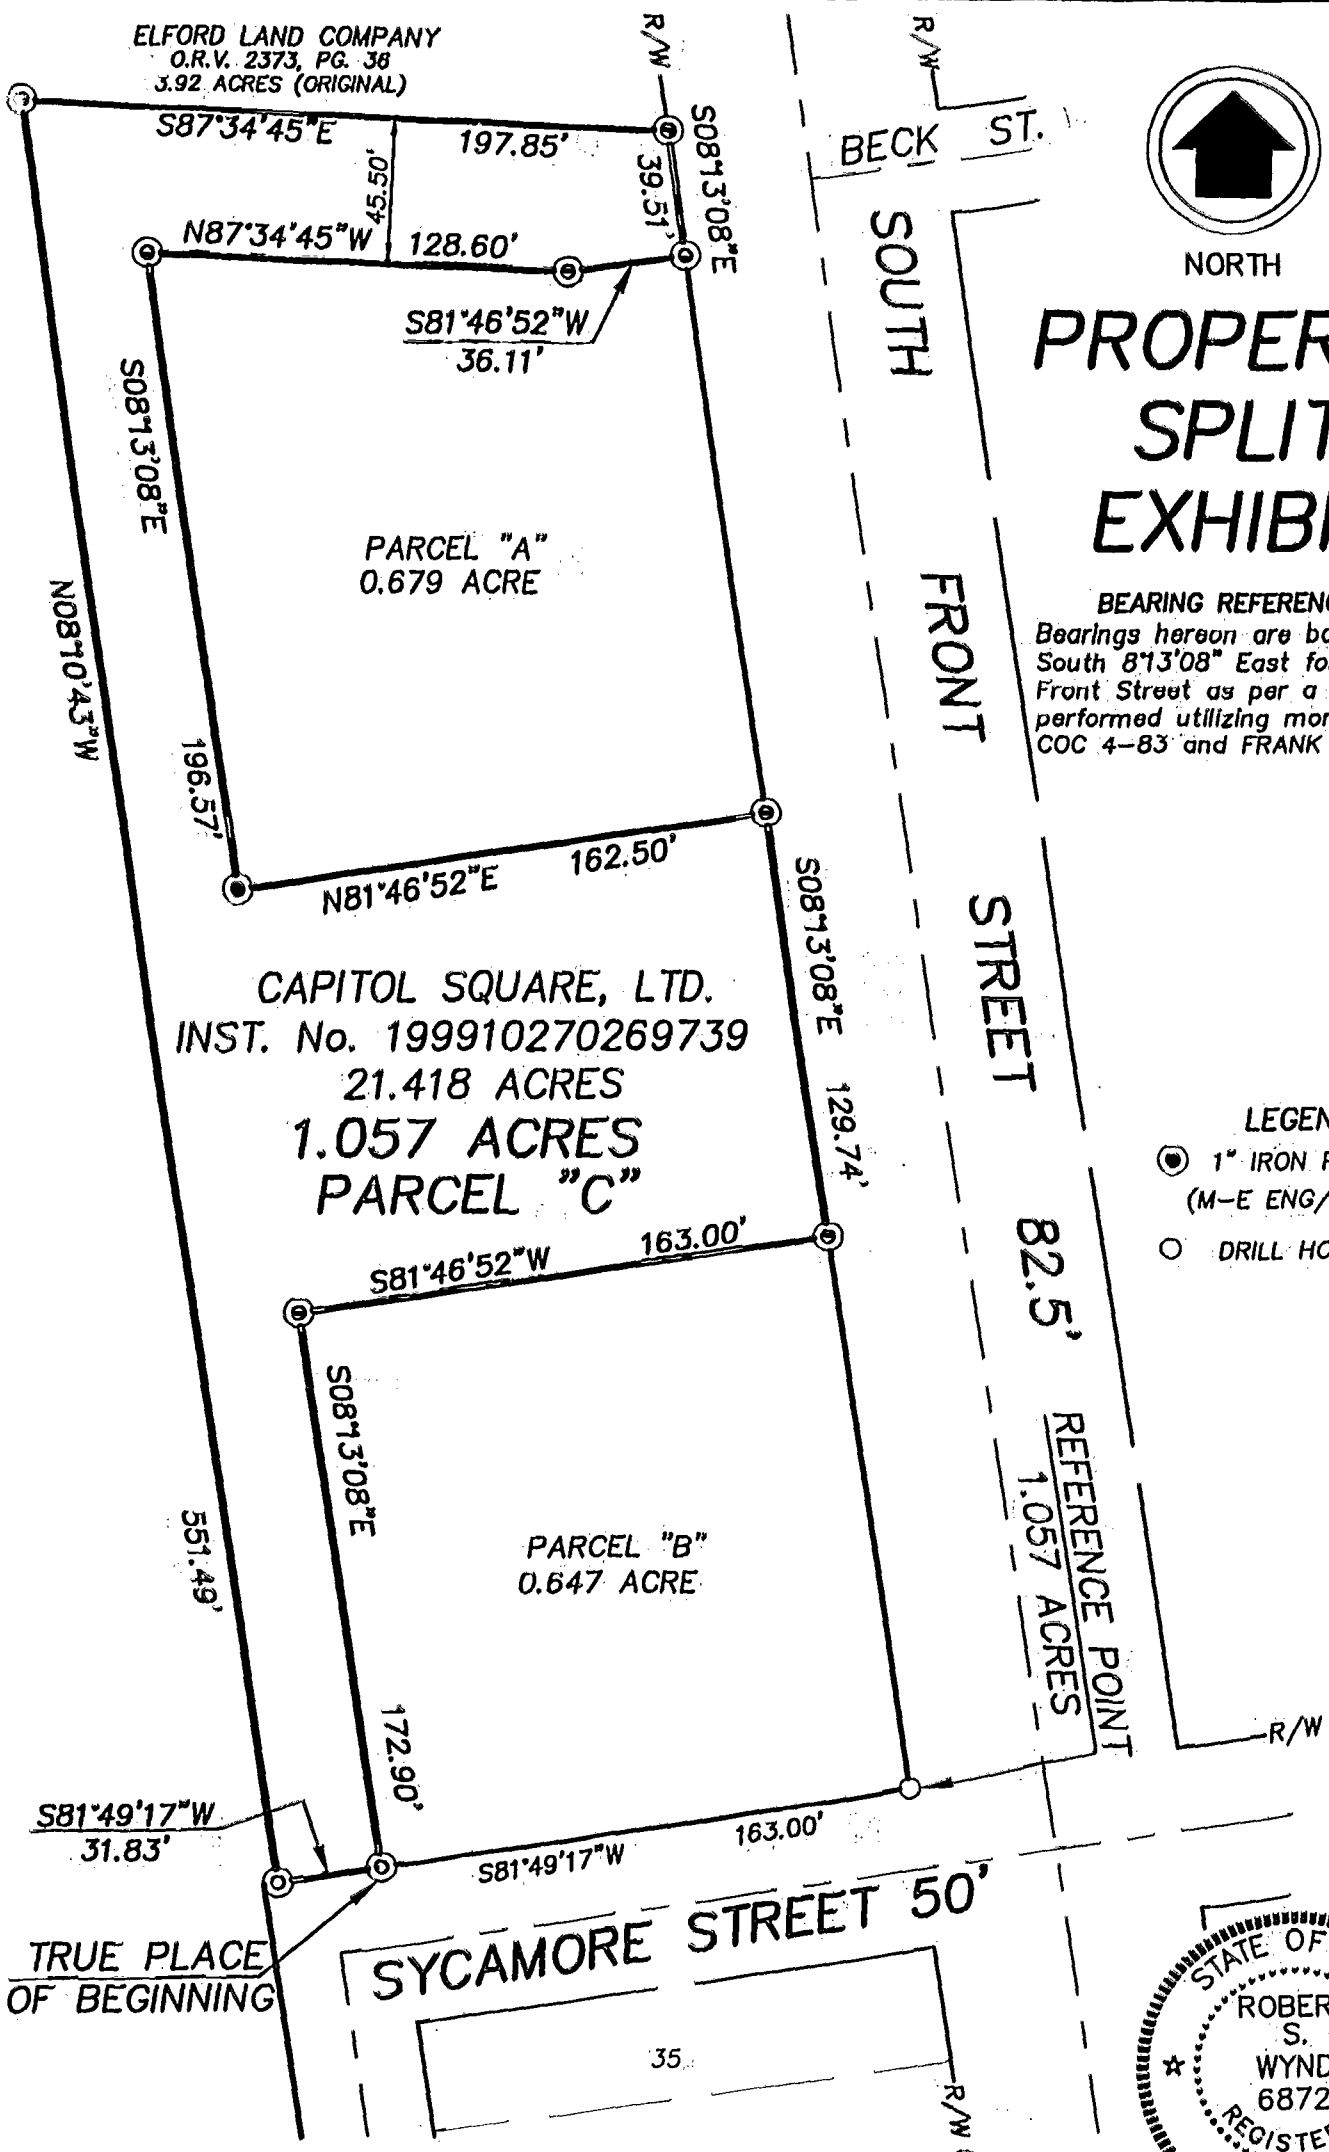 ELFORD LAND COMPANY
O.R.V. 2373, PG. 36
3.92 ACRES (ORIGINAL)
R/W
R/W
S87°34'45"E 197.85'
S08°13'08"E
39.51'
BECK ST.
45.50'
N87°34'45"W 128.60'
S81°46'52"W
36.11'
NORTH
PROPER
SPLIT
EXHIBI
S08°13'08"E
196.57'
PARCEL "A"
0.679 ACRE
SOUTH FRONT STREET 82.5'
BEARING REFERENC
Bearings hereon are ba
South 8°13'08" East fo
Front Street as per a
performed utilizing mon
COC 4-83 and FRANK
N08°10'43"W
551.49'
N81°46'52"E 162.50'
S08°13'08"E 129.74'
CAPITOL SQUARE, LTD.
INST. No. 199910270269739
21.418 ACRES
1.057 ACRES
PARCEL "C"
LEGEN
1" IRON P
(M-E ENG/
DRILL HO
S81°46'52"W 163.00'
S08°13'08"E
172.90'
PARCEL "B"
0.647 ACRE
REFERENCE POINT
1.057 ACRES
R/W
S81°49'17"W
31.83'
S81°49'17"W 163.00'
TRUE PLACE
OF BEGINNING
SYCAMORE STREET 50'
35
R/W
STATE OF
ROBER
S.
WYND
6872
REGISTE